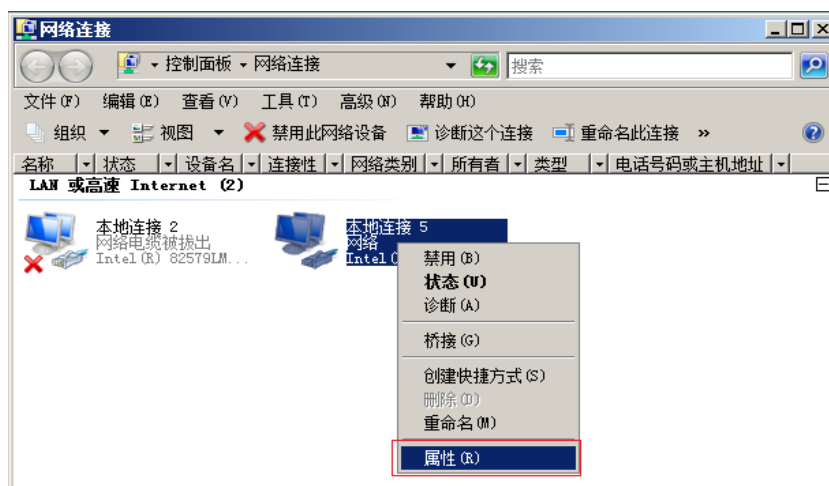 网络连接
控制面板 网络连接 搜索
文件(F) 编辑(E) 查看(V) 工具(T) 高级(N) 帮助(H)
组织 视图 禁用此网络设备 诊断这个连接 重命名此连接 »
名称 状态 设备名 连接性 网络类别 所有者 类型 电话号码或主机地址
LAN 或高速 Internet (2)
本地连接 2
网络电缆被拔出
Intel(R) 82579LM...
本地连接 5
网络
Intel(
禁用(B)
状态(U)
诊断(A)
桥接(G)
创建快捷方式(S)
删除(D)
重命名(M)
属性(R)